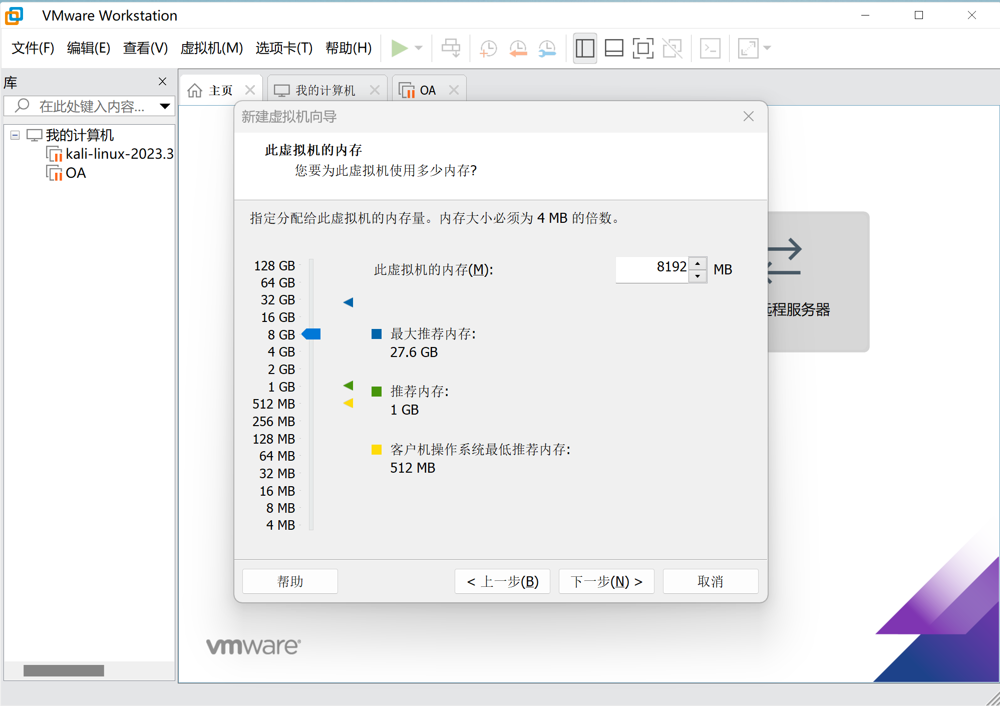 VMware Workstation
文件(F) 编辑(E) 查看(V) 虚拟机(M) 选项卡(T) 帮助(H)
库
在此处键入内容...
我的计算机
kali-linux-2023.3
OA
主页
我的计算机
OA
新建虚拟机向导
此虚拟机的内存
您要为此虚拟机使用多少内存?
指定分配给此虚拟机的内存量。内存大小必须为 4 MB 的倍数。
128 GB
64 GB
32 GB
16 GB
8 GB
4 GB
2 GB
1 GB
512 MB
256 MB
128 MB
64 MB
32 MB
16 MB
8 MB
4 MB
此虚拟机的内存(M): 8192 MB
最大推荐内存:
27.6 GB
推荐内存:
1 GB
客户机操作系统最低推荐内存:
512 MB
程服务器
帮助
< 上一步(B)
下一步(N) >
取消
vmware®